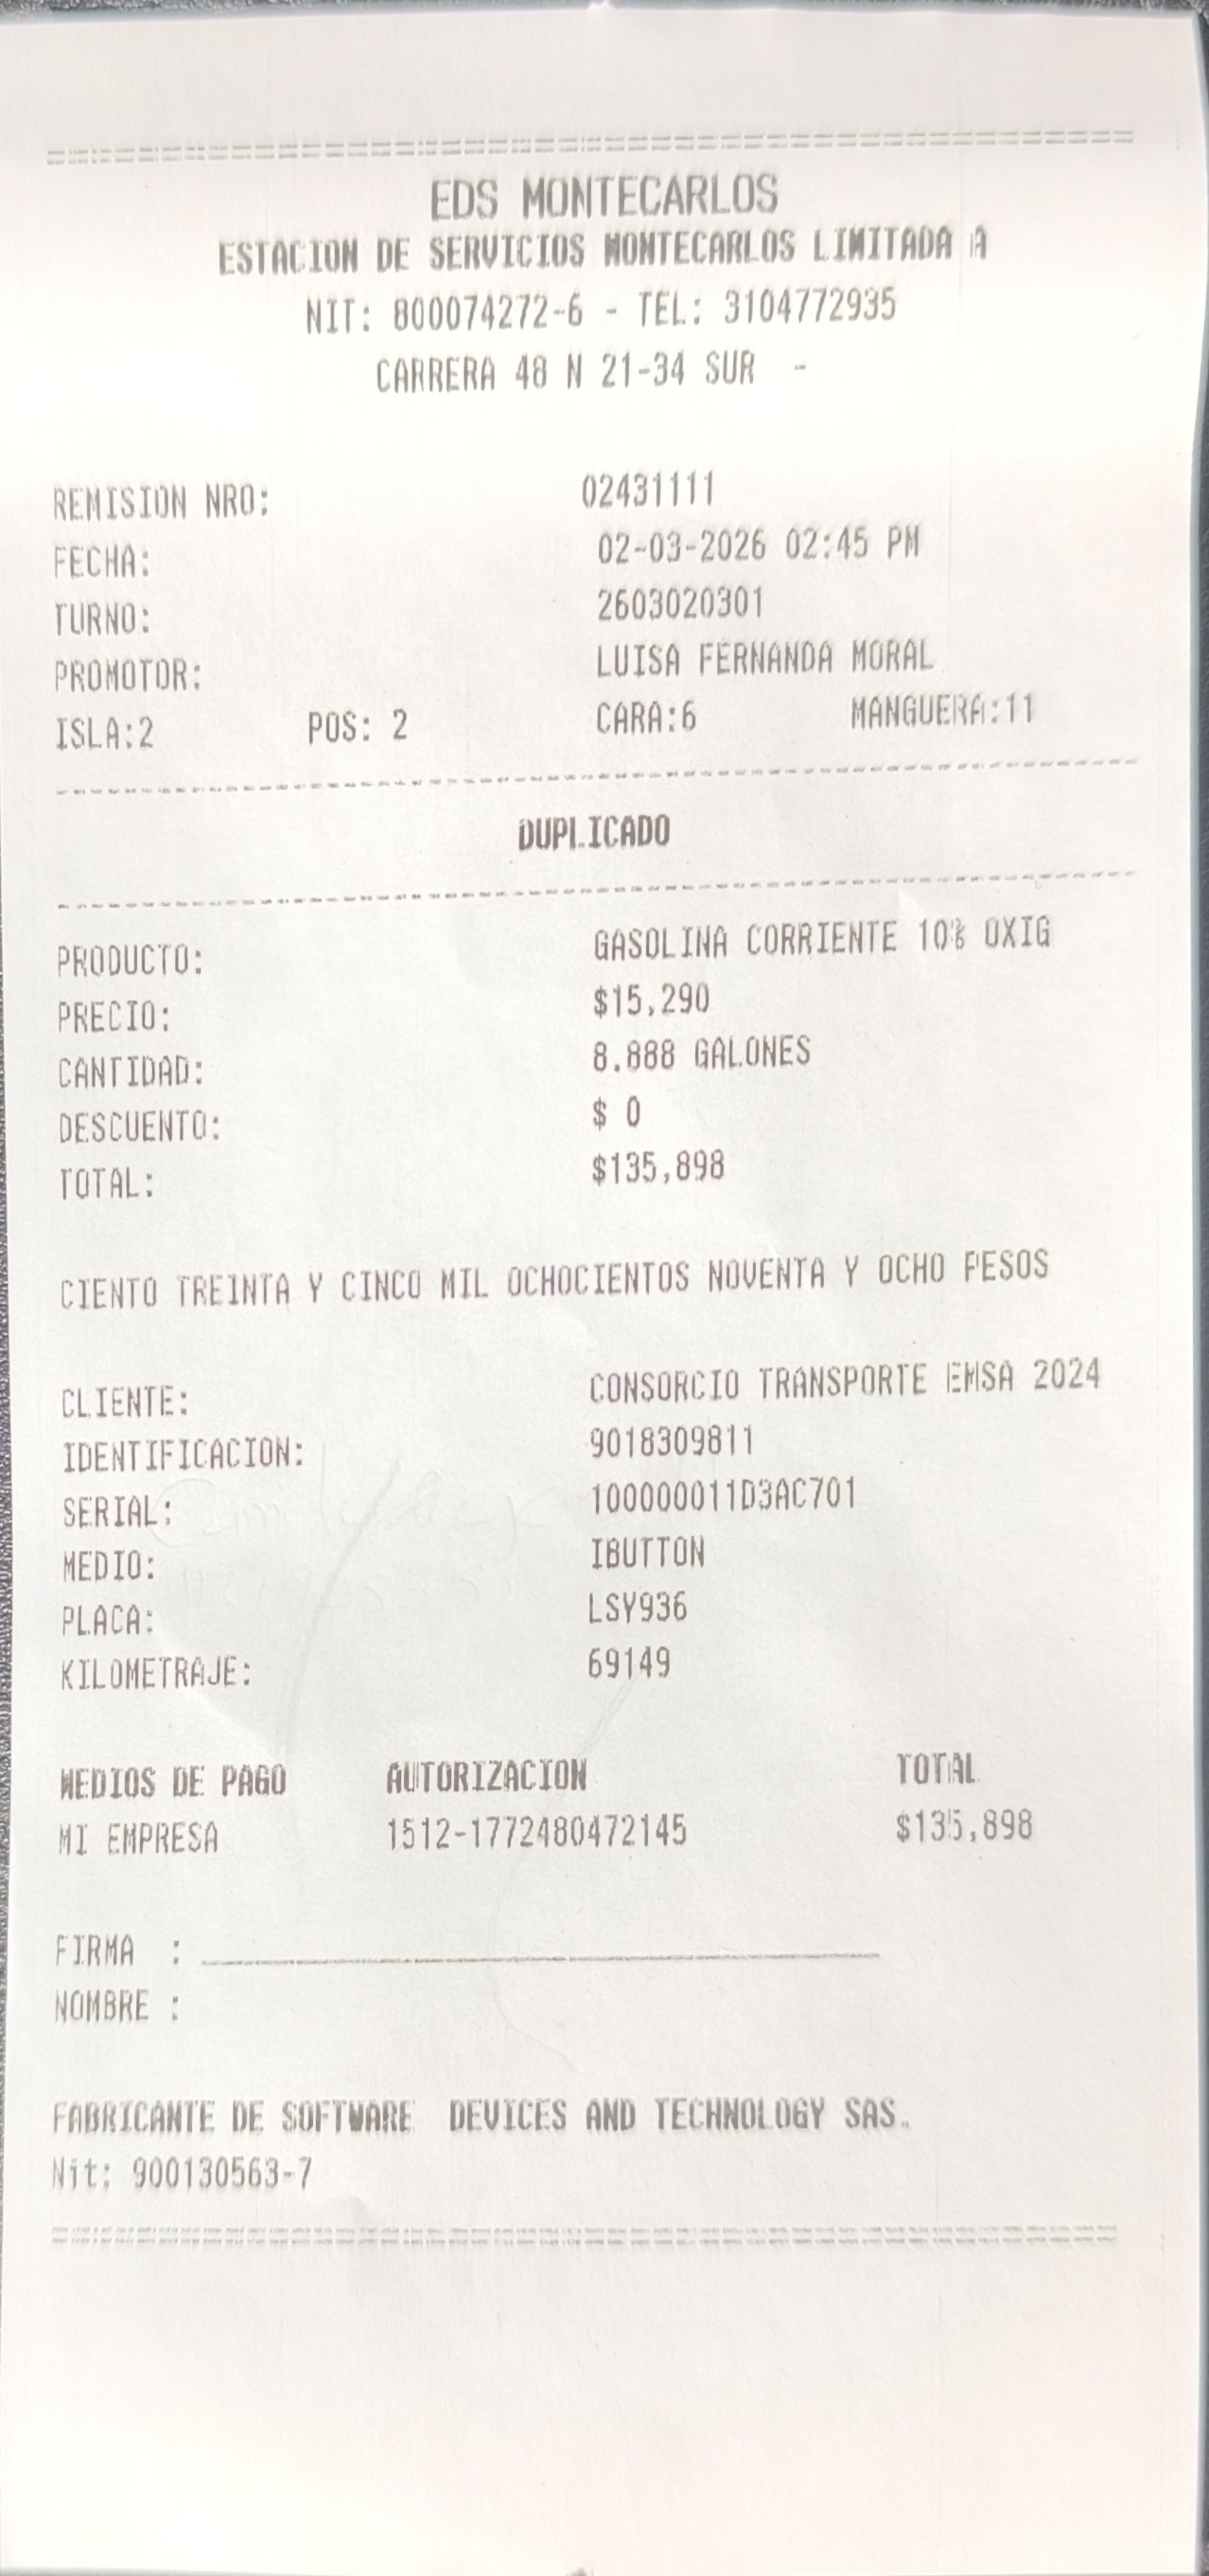 EDS MONTECARLOS
ESTACION DE SERVICIOS MONTECARLOS LIMITADA A
NIT: 800074272-6 - TEL: 3104772935
CARRERA 48 N 21-34 SUR -
REMISION NRO: 02431111
FECHA: 02-03-2026 02:45 PM
TURNO: 2603020301
PROMOTOR: LUISA FERNANDA MORAL
ISLA:2 POS: 2 CARA:6 MANGUERA:11
DUPLICADO
PRODUCTO: GASOLINA CORRIENTE 10% OXIG
PRECIO: $15,290
CANTIDAD: 8.888 GALONES
DESCUENTO: $ 0
TOTAL: $135,898
CIENTO TREINTA Y CINCO MIL OCHOCIENTOS NOVENTA Y OCHO PESOS
CLIENTE: CONSORCIO TRANSPORTE EMSA 2024
IDENTIFICACION: 9018309811
SERIAL: 100000011D3AC701
MEDIO: IBUTTON
PLACA: LSY936
KILOMETRAJE: 69149
MEDIOS DE PAGO AUTORIZACION TOTAL
MI EMPRESA 1512-1772480472145 $135,898
FIRMA :
NOMBRE :
FABRICANTE DE SOFTWARE DEVICES AND TECHNOLOGY SAS.
Nit: 900130563-7